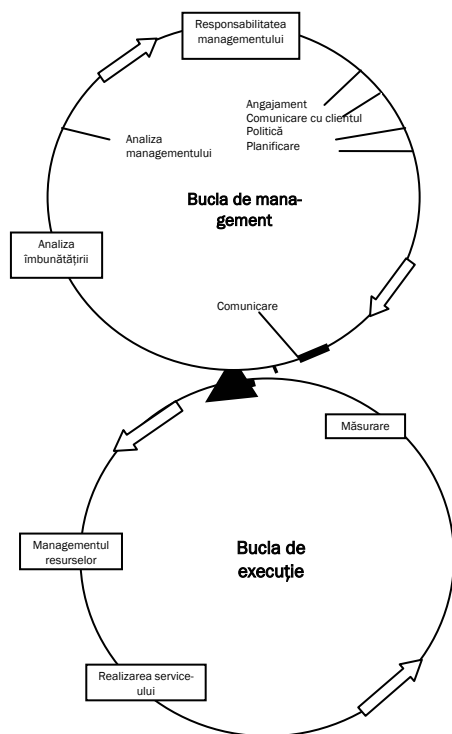 Responsabilitatea
managementului
Angajament
Comunicare cu clientul
Politică
Planificare
Analiza
managementului
Bucla de mana-
gement
Analiza
îmbunătățirii
Comunicare
Măsurare
Managementul
resurselor
Bucla de
execuție
Realizarea service-
ului